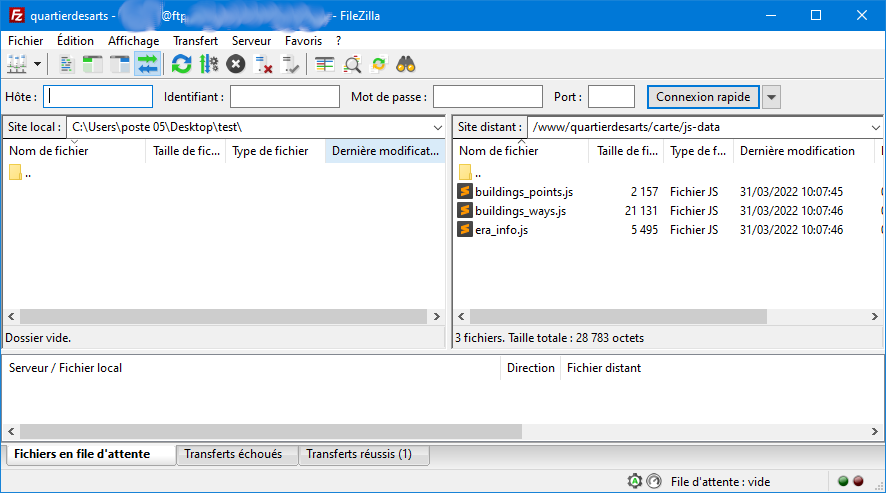 quartierdesarts - @ftp - FileZilla
Fichier Édition Affichage Transfert Serveur Favoris ?
Hôte : Identifiant : Mot de passe : Port : Connexion rapide
Site local : C:\Users\poste 05\Desktop\test\
Nom de fichier Taille de fic... Type de fichier Dernière modificat...
..
Dossier vide.
Site distant : /www/quartierdesarts/carte/js-data
Nom de fichier Taille de fi... Type de f... Dernière modification
..
buildings_points.js 2 157 Fichier JS 31/03/2022 10:07:45
buildings_ways.js 21 131 Fichier JS 31/03/2022 10:07:46
era_info.js 5 495 Fichier JS 31/03/2022 10:07:46
3 fichiers. Taille totale : 28 783 octets
Serveur / Fichier local Direction Fichier distant
Fichiers en file d'attente Transferts échoués Transferts réussis (1)
File d'attente : vide